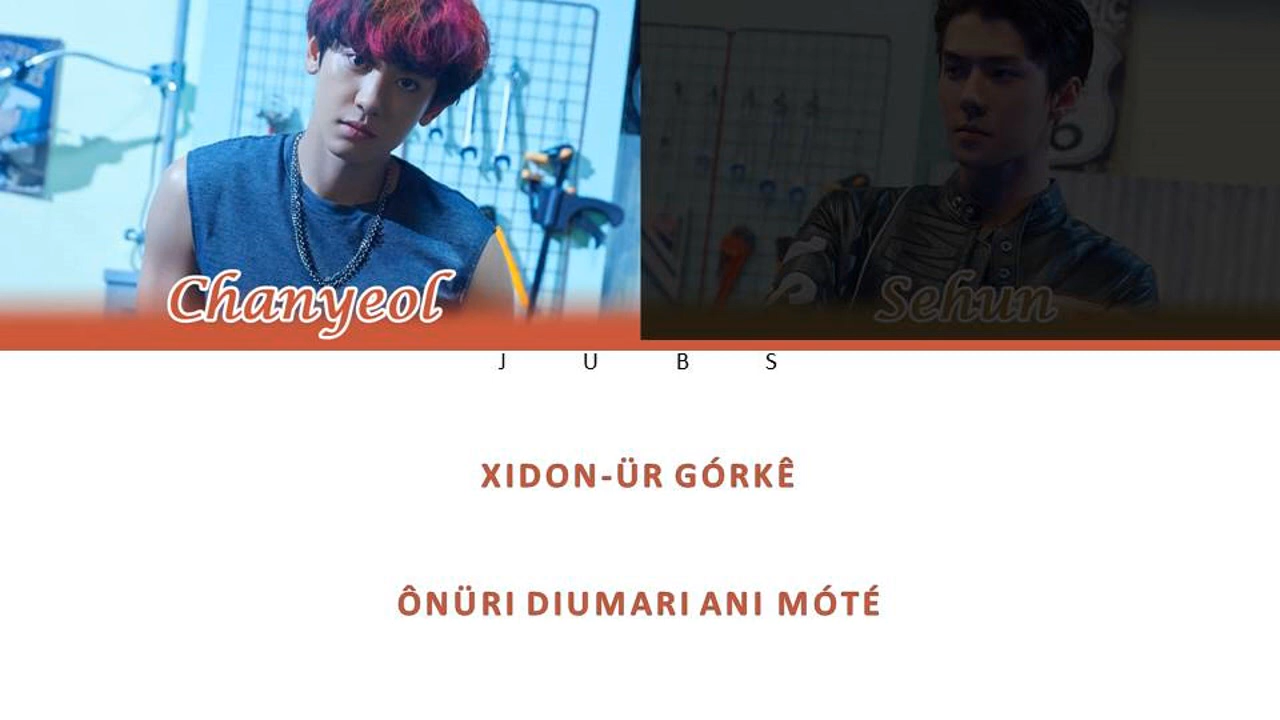 Chanyeol
Sehun
J U B S
XIDON-ÜR GÓRKÊ
ÔNÜRI DIUMARI ANI MÓTÉ